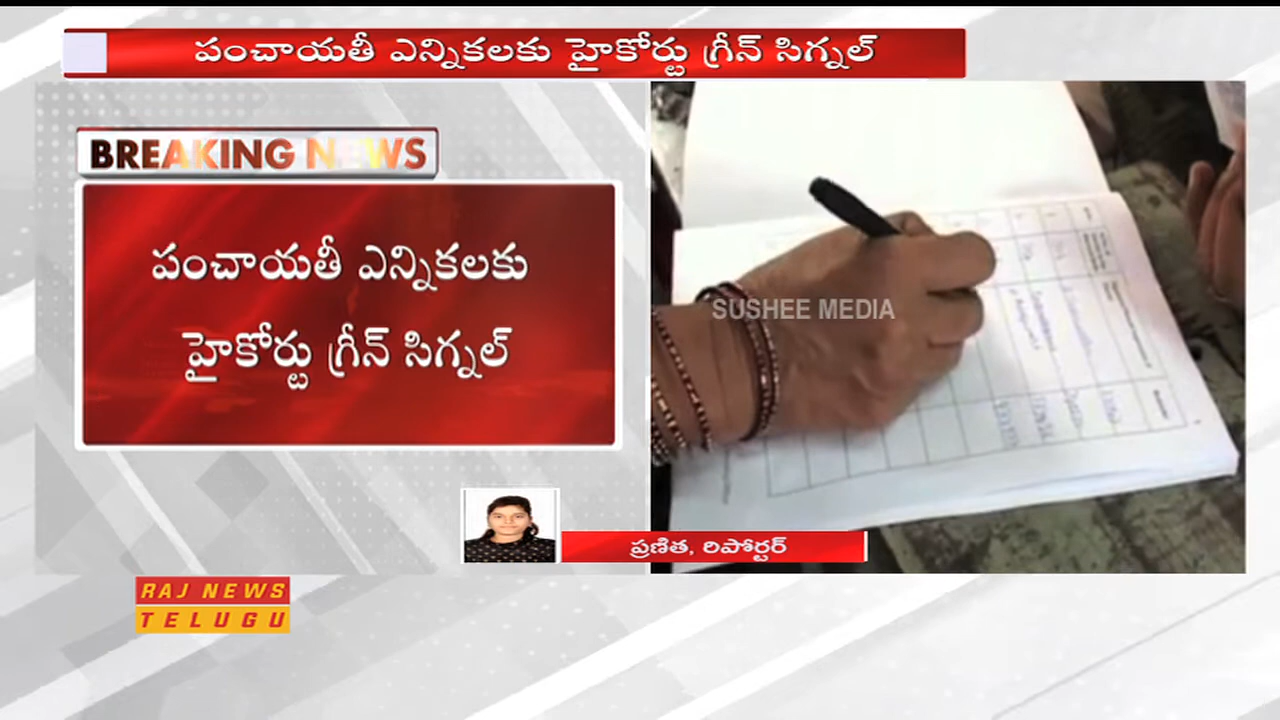 పంచాయతీ ఎన్నికలకు హైకోర్టు గ్రీన్ సిగ్నల్
BREAKING NEWS
పంచాయతీ ఎన్నికలకు
హైకోర్టు గ్రీన్ సిగ్నల్
SUSHEE MEDIA
ప్రణిత, రిపోర్టర్
RAJ NEWS
TELUGU